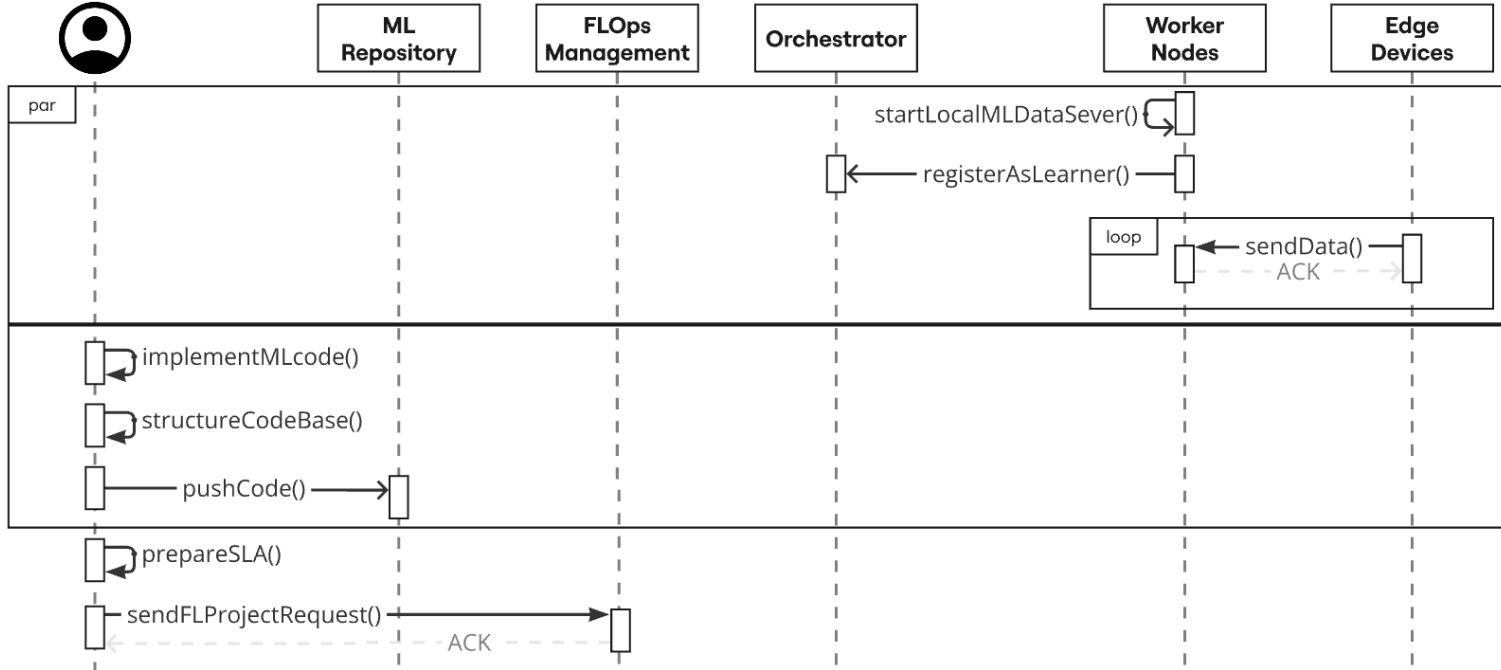 ML
Repository
FLOps
Management
Orchestrator
Worker
Nodes
Edge
Devices
par
startLocalMLDataSever()
registerAsLearner()
loop
sendData()
ACK
implementMLcode()
structureCodeBase()
pushCode()
prepareSLA()
sendFLProjectRequest()
ACK